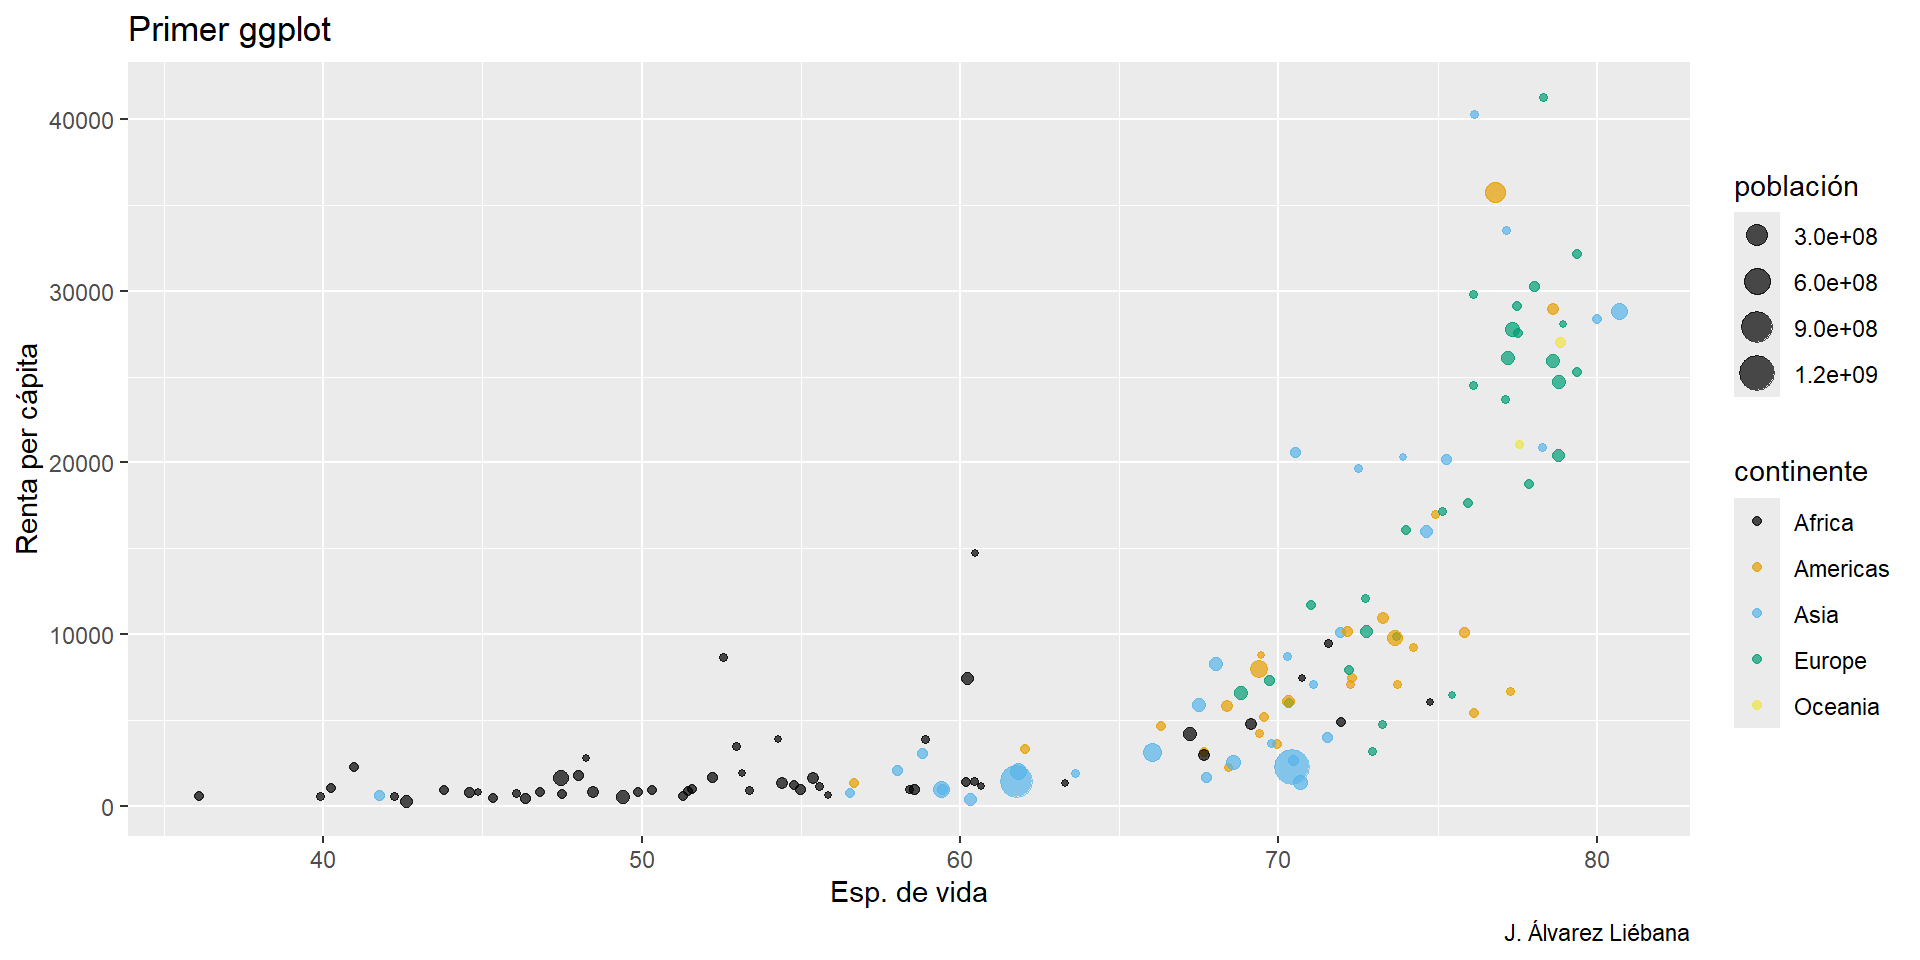 Primer ggplot
40000
30000
20000
10000
0
Renta per cápita
40
50
60
70
80
Esp. de vida
población
3.0e+08
6.0e+08
9.0e+08
1.2e+09
continente
Africa
Americas
Asia
Europe
Oceania
J. Álvarez Liébana